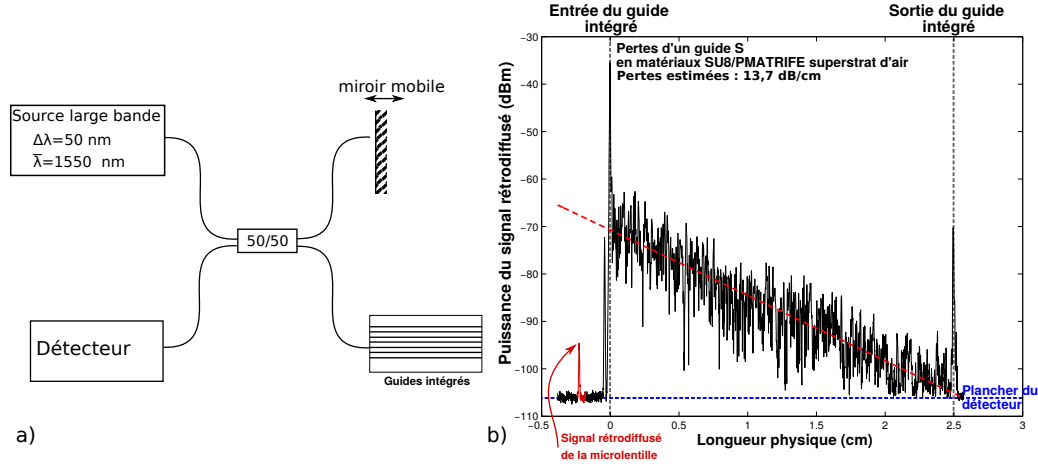 a)
Source large bande
Δλ=50 nm
λ̅=1550 nm
miroir mobile
50/50
Détecteur
Guides intégrés
b)
Entrée du guide
intégré
Sortie du guide
intégré
Pertes d'un guide S
en matériaux SU8/PMATRIFE superstrat d'air
Pertes estimées : 13,7 dB/cm
Puissance du signal rétrodiffusé (dBm)
−30
−40
−50
−60
−70
−80
−90
−100
−110
Plancher du
détecteur
−0.5
0
0.5
1
1.5
2
2.5
3
Longueur physique (cm)
Signal rétrodiffusé
de la microlentille